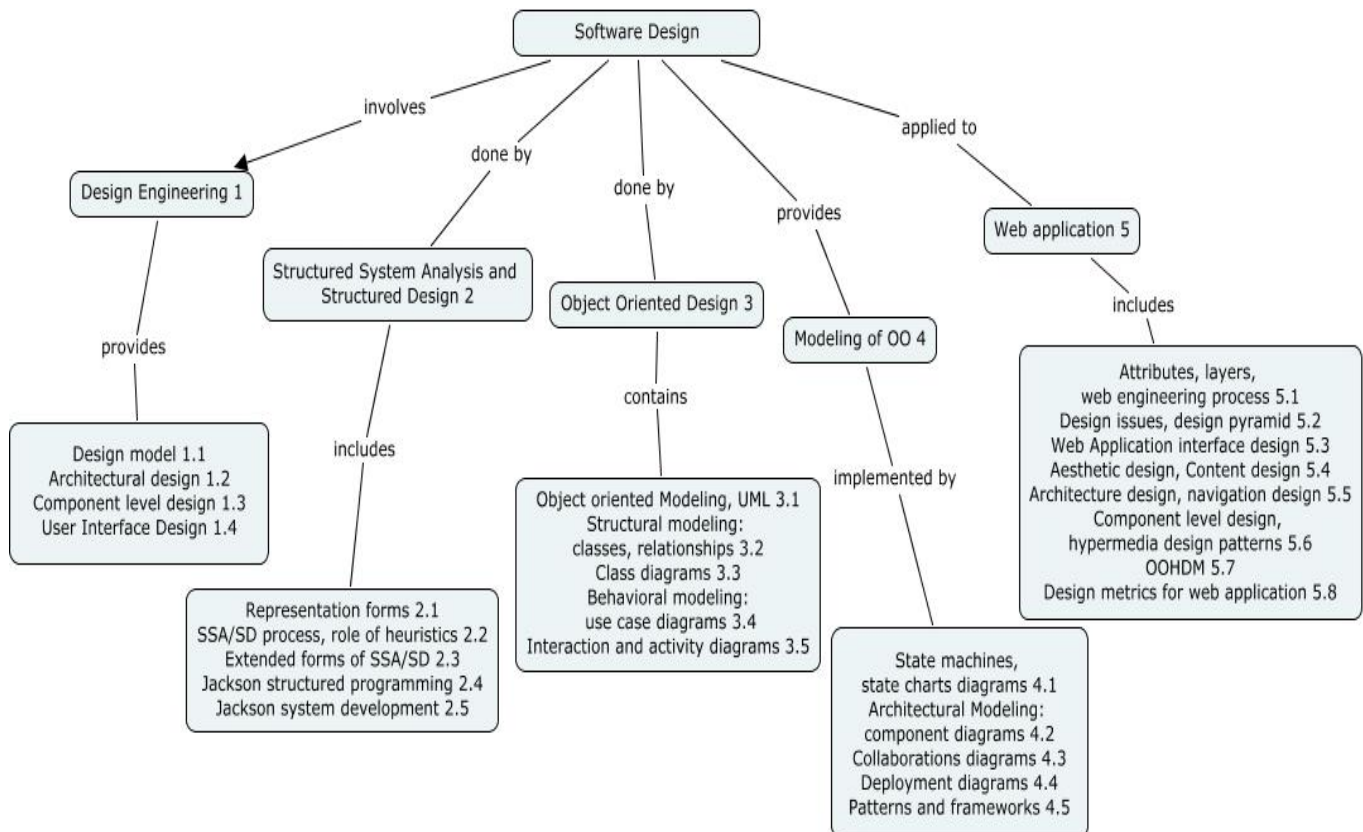 Software Design
involves
done by
done by
provides
applied to
Design Engineering 1
Structured System Analysis and
Structured Design 2
Object Oriented Design 3
Modeling of OO 4
Web application 5
provides
includes
contains
implemented by
includes
Design model 1.1
Architectural design 1.2
Component level design 1.3
User Interface Design 1.4
Representation forms 2.1
SSA/SD process, role of heuristics 2.2
Extended forms of SSA/SD 2.3
Jackson structured programming 2.4
Jackson system development 2.5
Object oriented Modeling, UML 3.1
Structural modeling:
classes, relationships 3.2
Class diagrams 3.3
Behavioral modeling:
use case diagrams 3.4
Interaction and activity diagrams 3.5
State machines,
state charts diagrams 4.1
Architectural Modeling:
component diagrams 4.2
Collaborations diagrams 4.3
Deployment diagrams 4.4
Patterns and frameworks 4.5
Attributes, layers,
web engineering process 5.1
Design issues, design pyramid 5.2
Web Application interface design 5.3
Aesthetic design, Content design 5.4
Architecture design, navigation design 5.5
Component level design,
hypermedia design patterns 5.6
OOHDM 5.7
Design metrics for web application 5.8